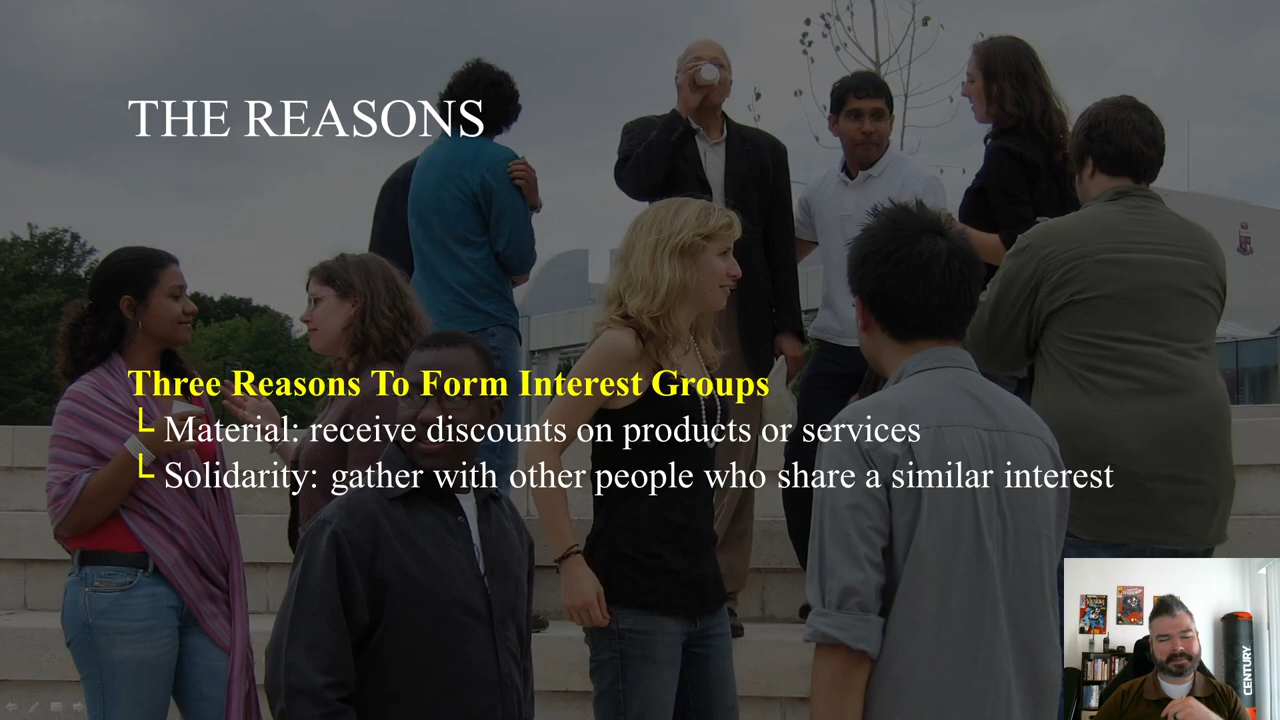 THE REASONS
Three Reasons To Form Interest Groups
Material: receive discounts on products or services
Solidarity: gather with other people who share a similar interest
CENTURY